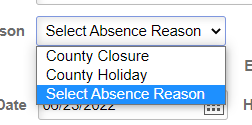 son Select Absence Reason
County Closure
County Holiday
E
Select Absence Reason
Date 06/23/2022 H